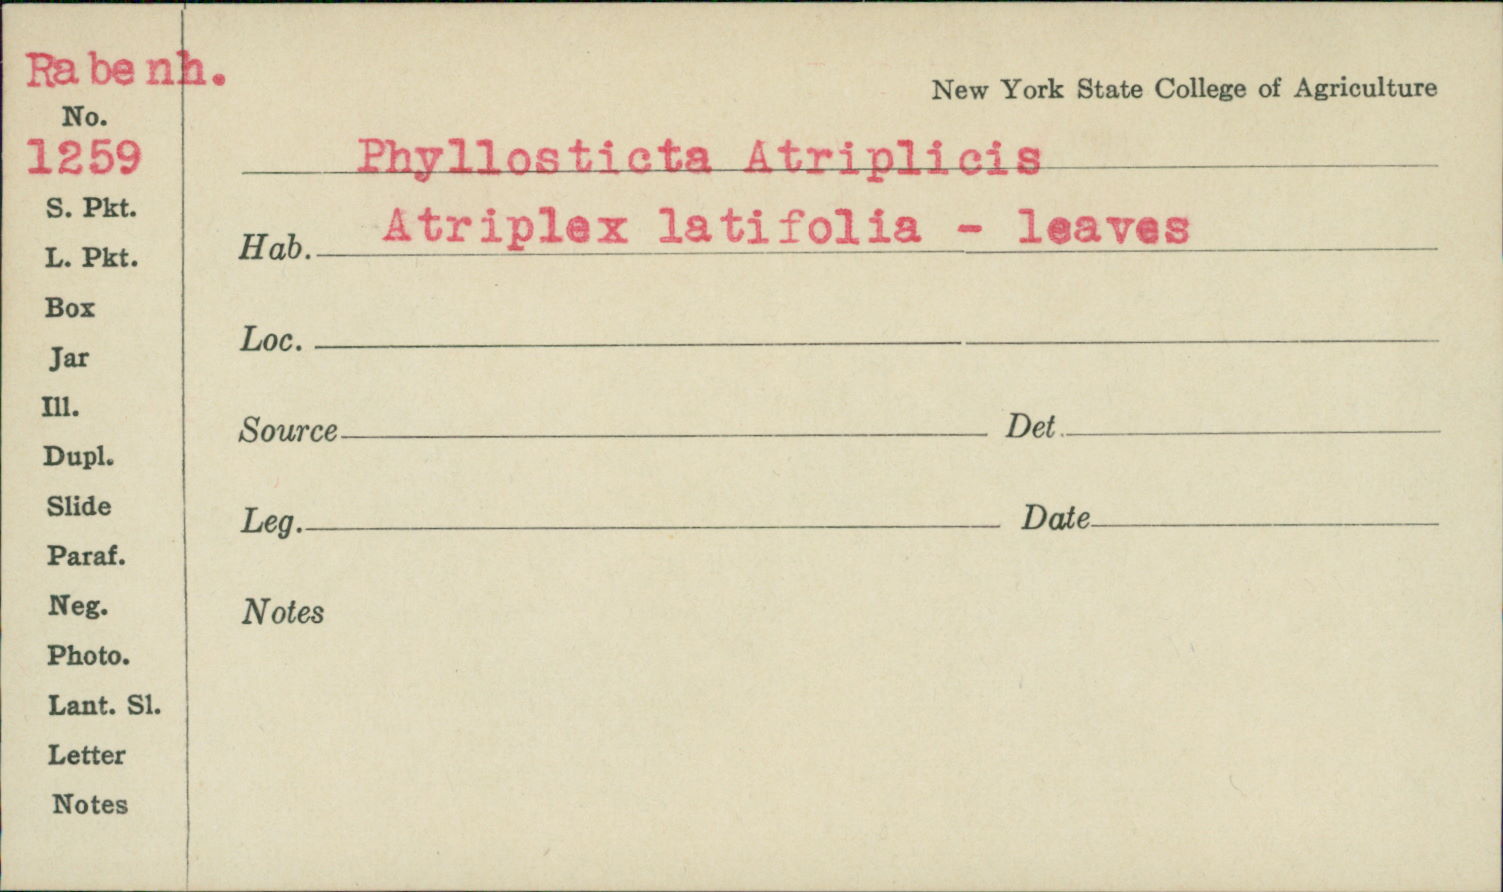 Rabenh.
New York State College of Agriculture
No.
1259
Phyllosticta Atriplicis
S. Pkt.
Hab. Atriplex latifolia - leaves
L. Pkt.
Box
Loc.
Jar
Ill.
Source Det.
Dupl.
Slide
Leg. Date
Paraf.
Neg.
Notes
Photo.
Lant. Sl.
Letter
Notes